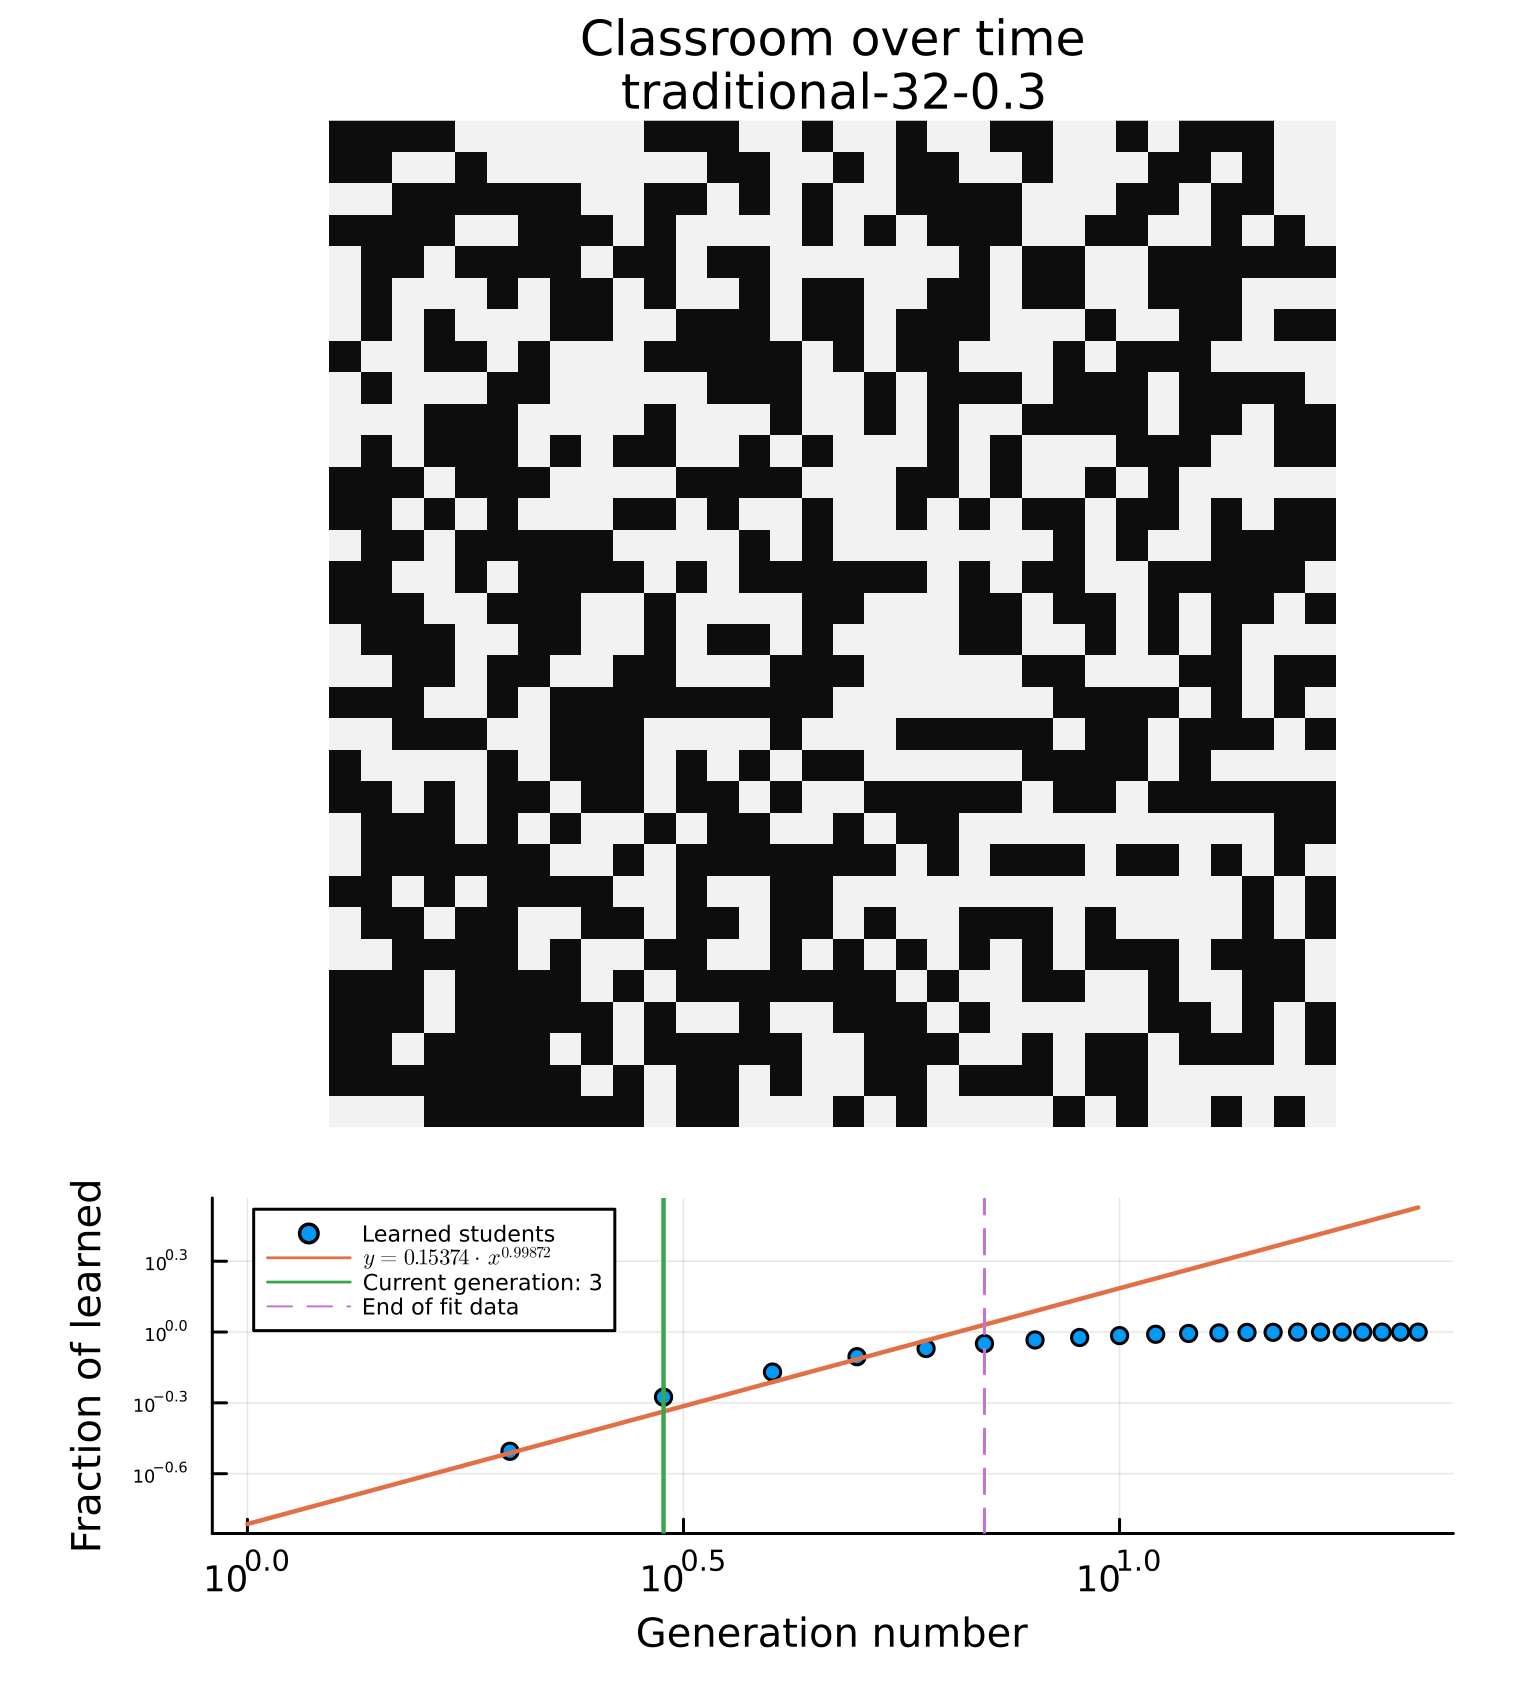 Classroom over time
traditional-32-0.3
Fraction of learned
10^0.3
10^0.0
10^−0.3
10^−0.6
Learned students
y = 0.15374 · x^0.99872
Current generation: 3
End of fit data
10^0.0 10^0.5 10^1.0
Generation number